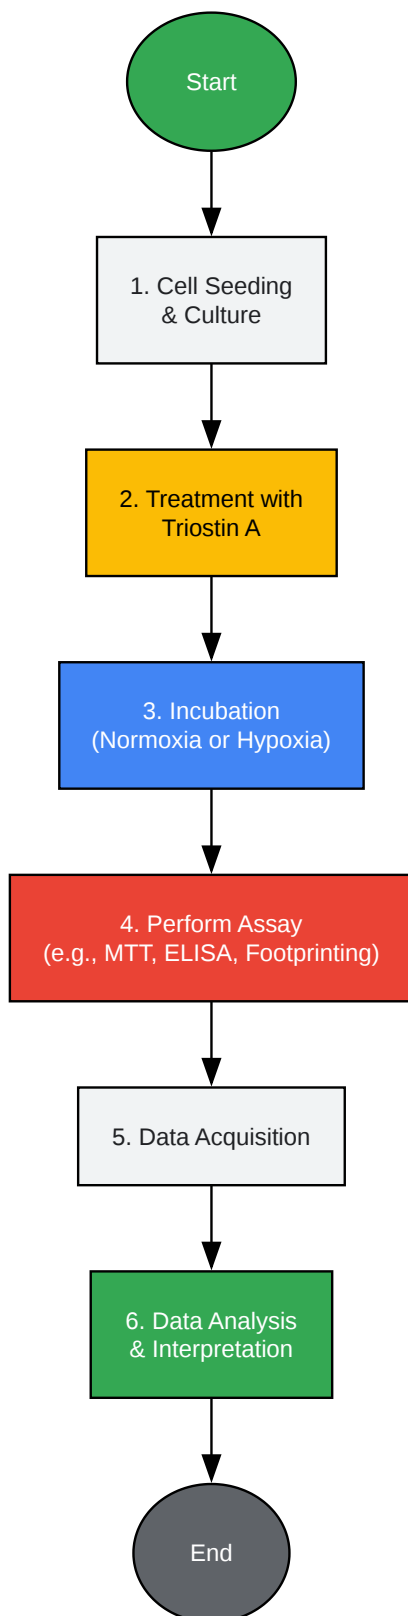 Start
1. Cell Seeding
& Culture
2. Treatment with
Triostin A
3. Incubation
(Normoxia or Hypoxia)
4. Perform Assay
(e.g., MTT, ELISA, Footprinting)
5. Data Acquisition
6. Data Analysis
& Interpretation
End